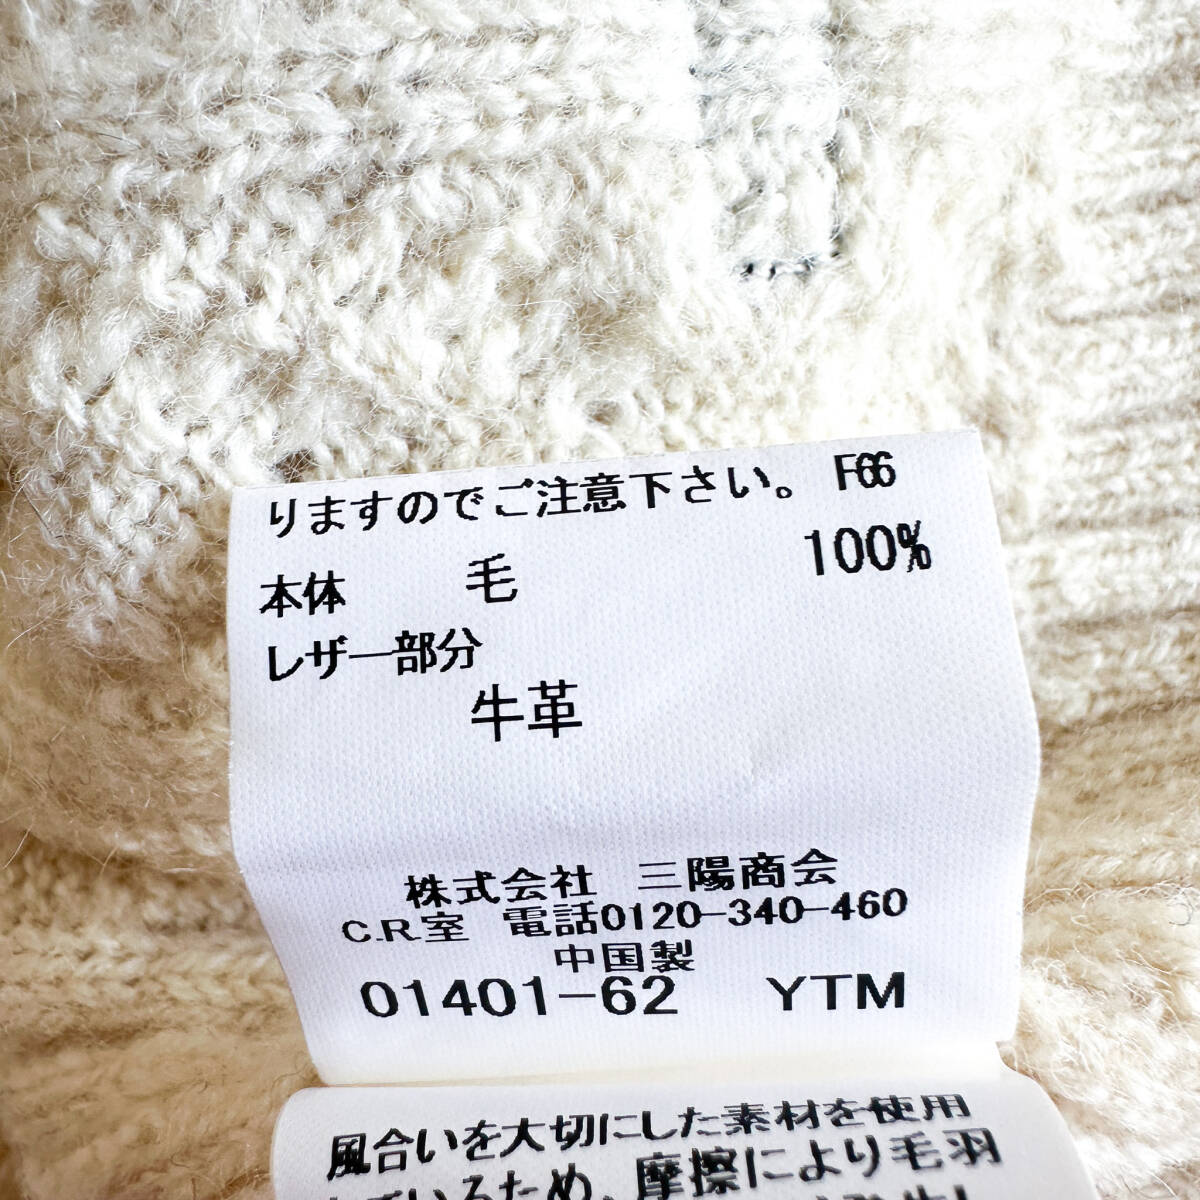 りますのでご注意下さい。 F66
本体 毛 100%
レザー部分
牛革
株式会社 三陽商会
C.R.室 電話0120-340-460
中国製
01401-62 YTM
風合いを大切にした素材を使用
しているため、摩擦により毛羽